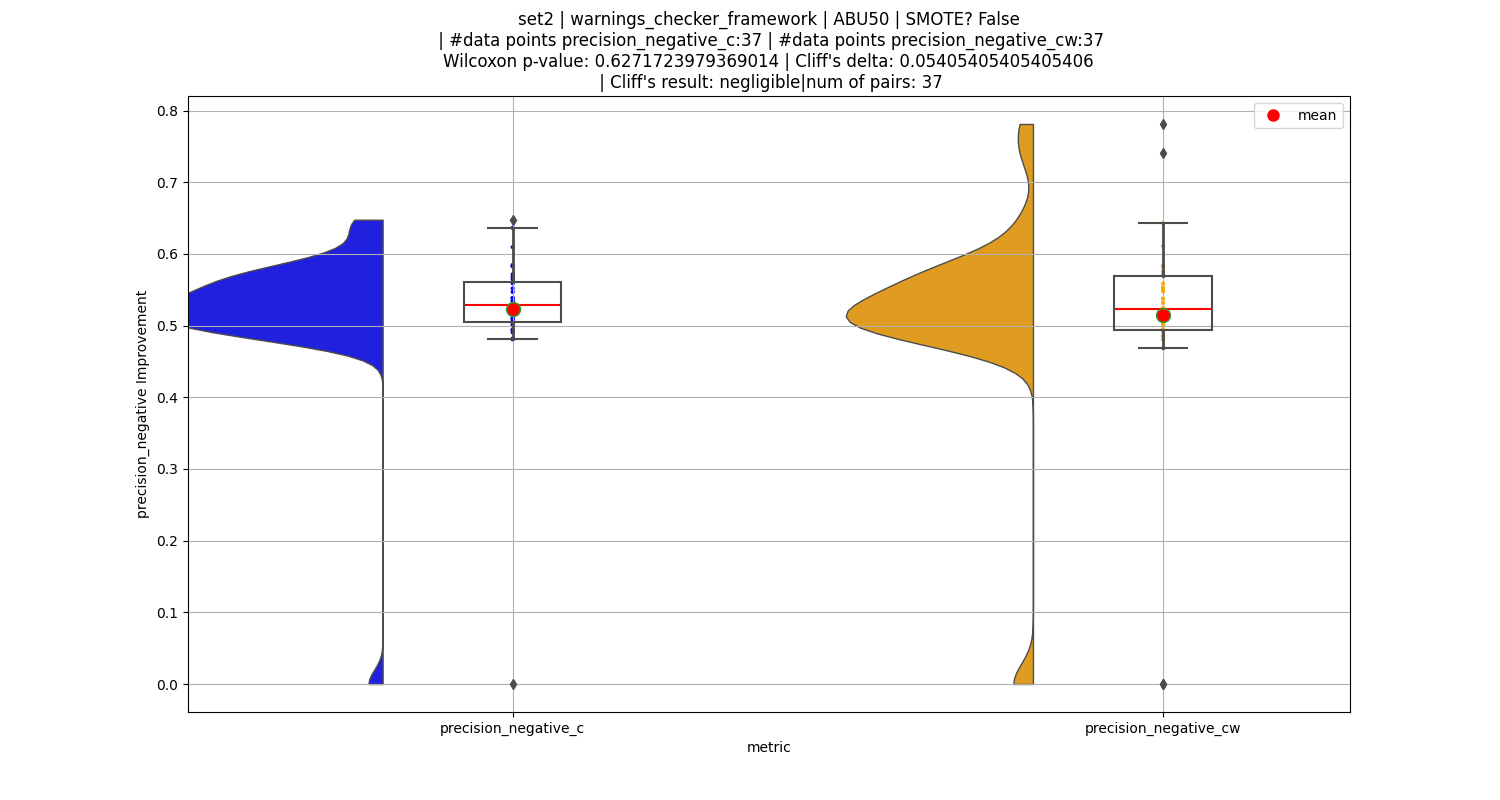 set2 | warnings_checker_framework | ABU50 | SMOTE? False
| #data points precision_negative_c:37 | #data points precision_negative_cw:37
Wilcoxon p-value: 0.6271723979369014 | Cliff's delta: 0.05405405405405406
| Cliff's result: negligible|num of pairs: 37
mean
0.8
0.7
0.6
0.5
0.4
0.3
0.2
0.1
0.0
precision_negative Improvement
precision_negative_c
precision_negative_cw
metric